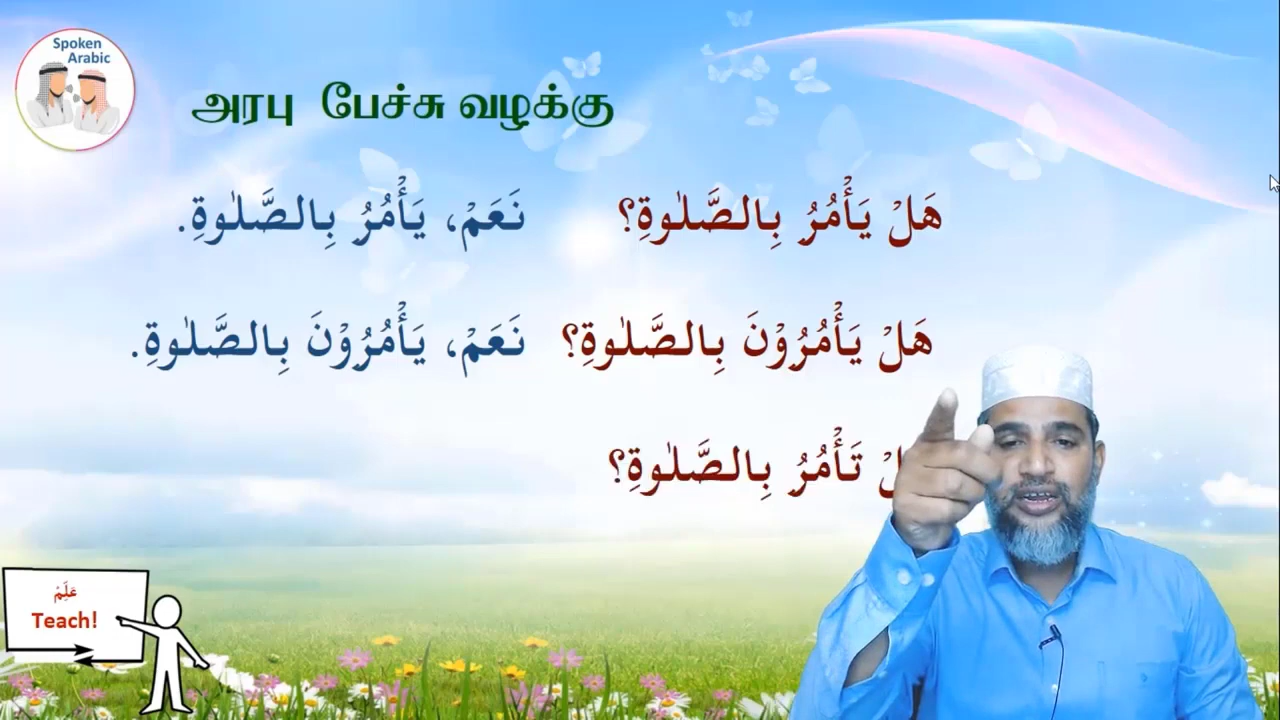 Spoken
Arabic
அரபு பேச்சு வழக்கு
هَلْ يَأْمُرُ بِالصَّلٰوةِ؟ نَعَمْ، يَأْمُرُ بِالصَّلٰوةِ.
هَلْ يَأْمُرُوْنَ بِالصَّلٰوةِ؟ نَعَمْ، يَأْمُرُوْنَ بِالصَّلٰوةِ.
تَأْمُرُ بِالصَّلٰوةِ؟
عَلِّمْ
Teach!